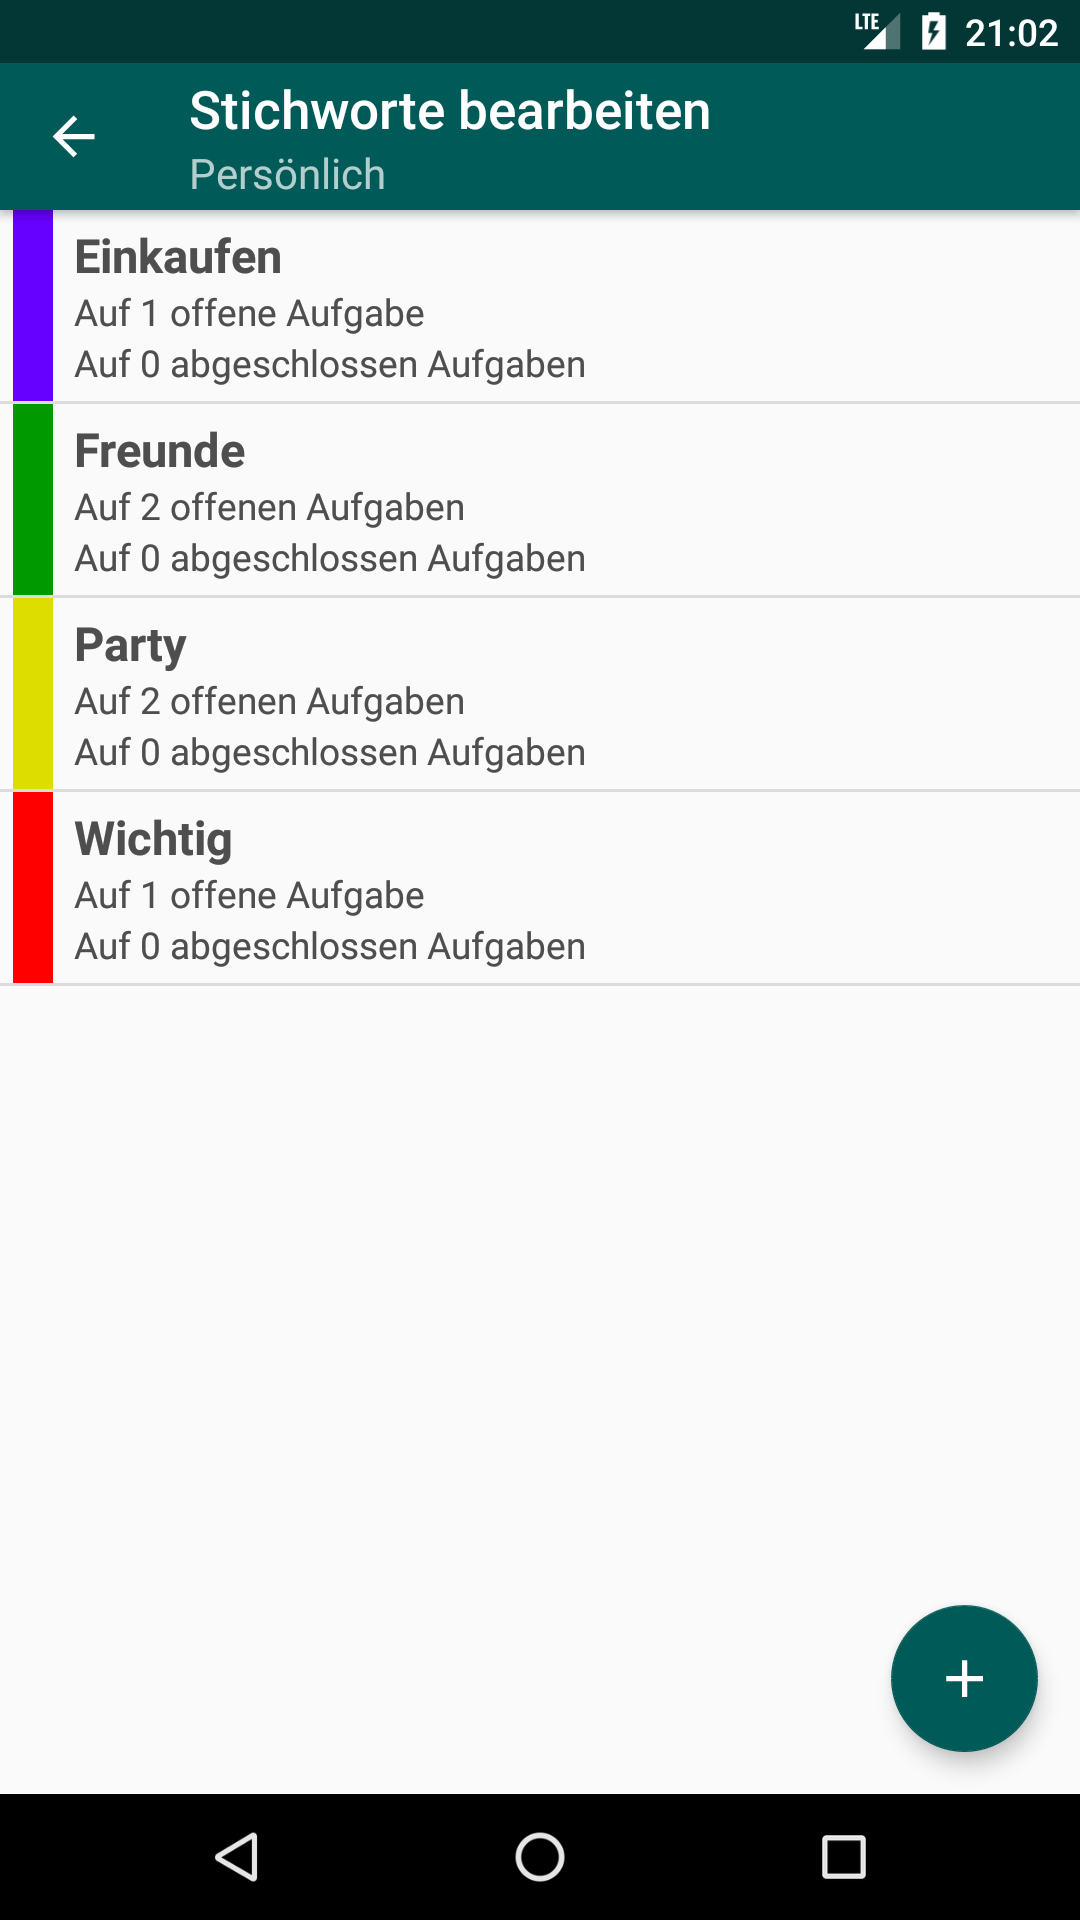 LTE 21:02
Stichworte bearbeiten
Persönlich
Einkaufen
Auf 1 offene Aufgabe
Auf 0 abgeschlossen Aufgaben
Freunde
Auf 2 offenen Aufgaben
Auf 0 abgeschlossen Aufgaben
Party
Auf 2 offenen Aufgaben
Auf 0 abgeschlossen Aufgaben
Wichtig
Auf 1 offene Aufgabe
Auf 0 abgeschlossen Aufgaben